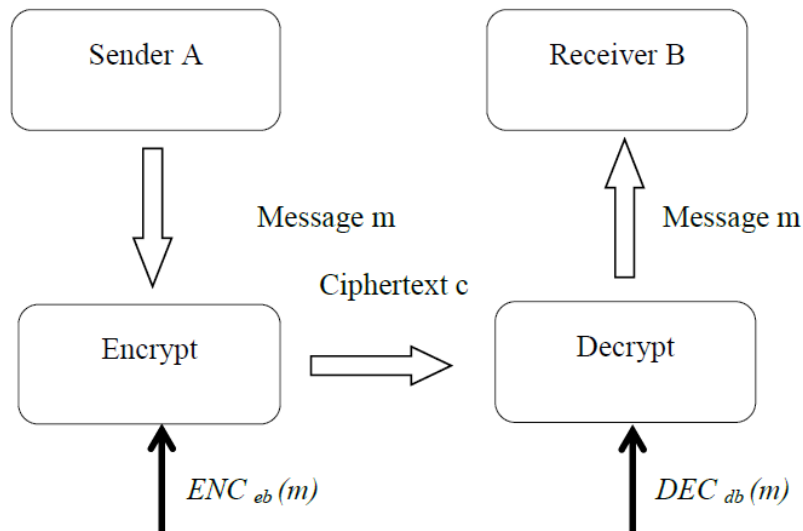 Sender A
Receiver B
Message m
Message m
Ciphertext c
Encrypt
Decrypt
ENC eb (m)
DEC db (m)